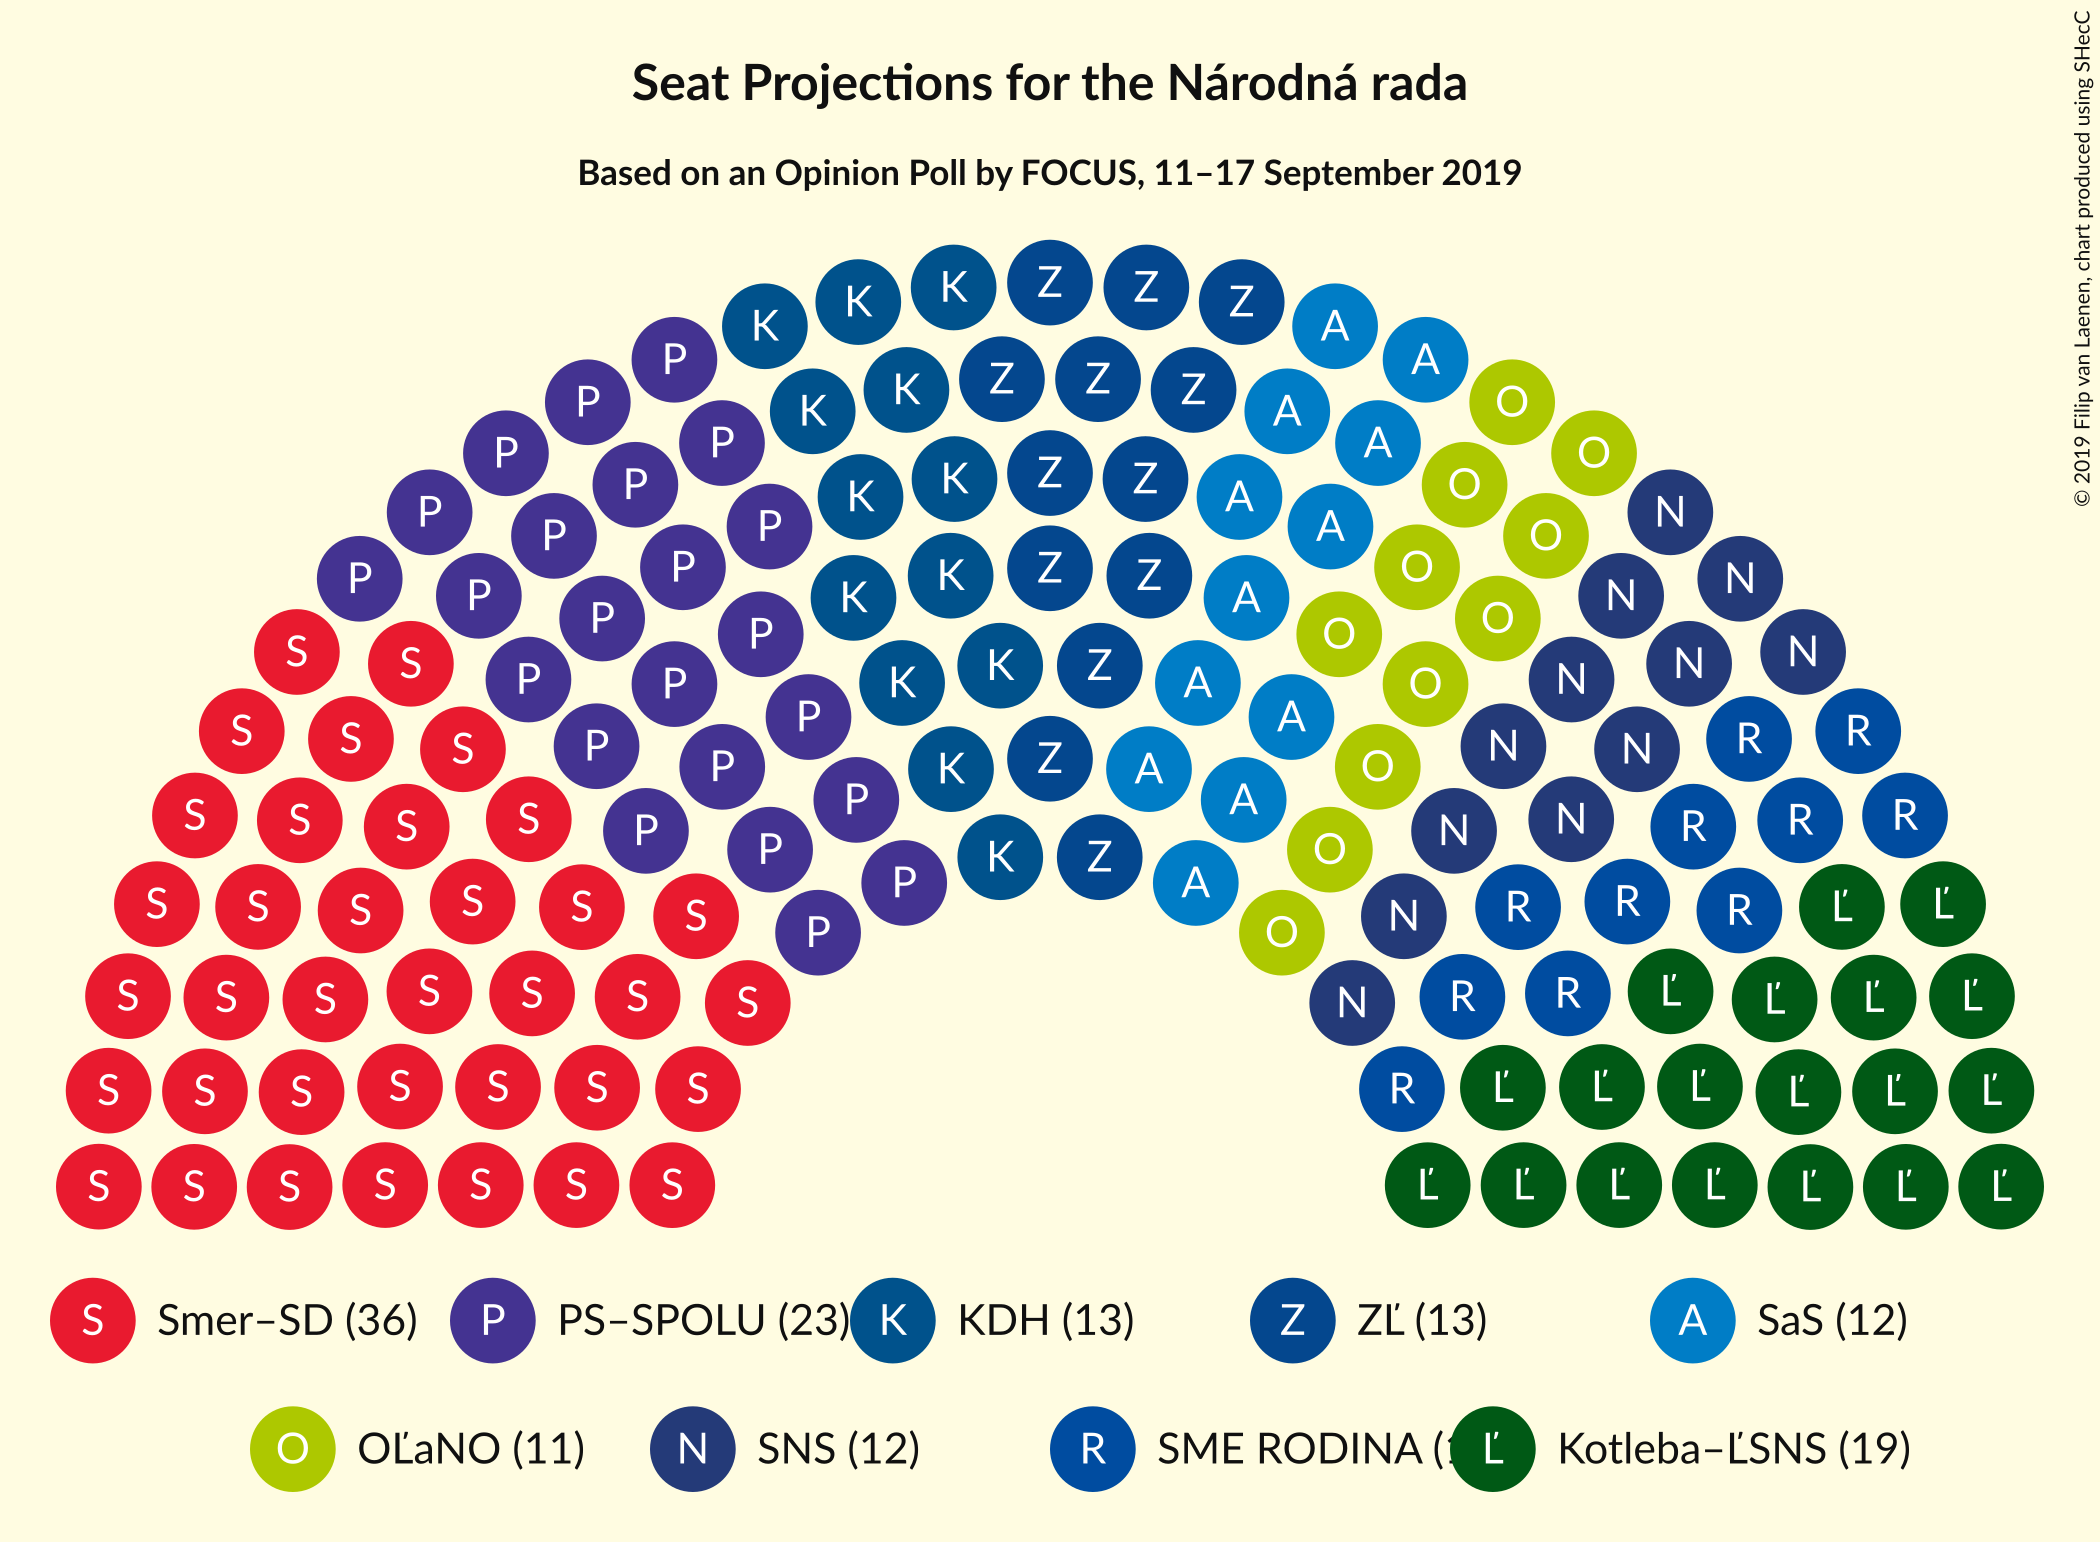 Seat Projections for the Národná rada
Based on an Opinion Poll by FOCUS, 11–17 September 2019
© 2019 Filip van Laenen, chart produced using SHecC
K K K Z Z Z A A
P P P P P K K Z Z Z A A O O
P P P P K K Z Z A A O O N N
P P P P K K Z Z A O O N N N
S S P P P K K Z A A O O N N N
S S S P P P K Z A A O N N R R
S S S S P P P K Z A O N N R R R
S S S S S S P P O N R R R Ľ Ľ
S S S S S S S N R R Ľ Ľ Ľ Ľ
S S S S S S S R Ľ Ľ Ľ Ľ Ľ Ľ
S S S S S S S Ľ Ľ Ľ Ľ Ľ Ľ Ľ
S Smer–SD (36) P PS–SPOLU (23) K KDH (13) Z ZĽ (13) A SaS (12)
O OĽaNO (11) N SNS (12) R SME RODINA Ľ Kotleba–ĽSNS (19)